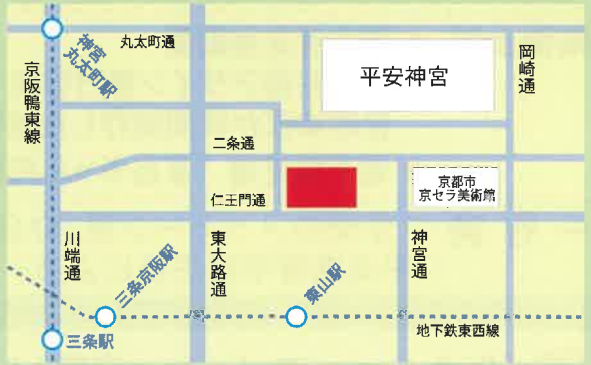 丸太町通
神宮
丸太町駅
京阪鴨東線
平安神宮
岡崎通
二条通
仁王門通
京都市
京セラ美術館
川端通
三条京阪駅
東大路通
東山駅
神宮通
地下鉄東西線
三条駅